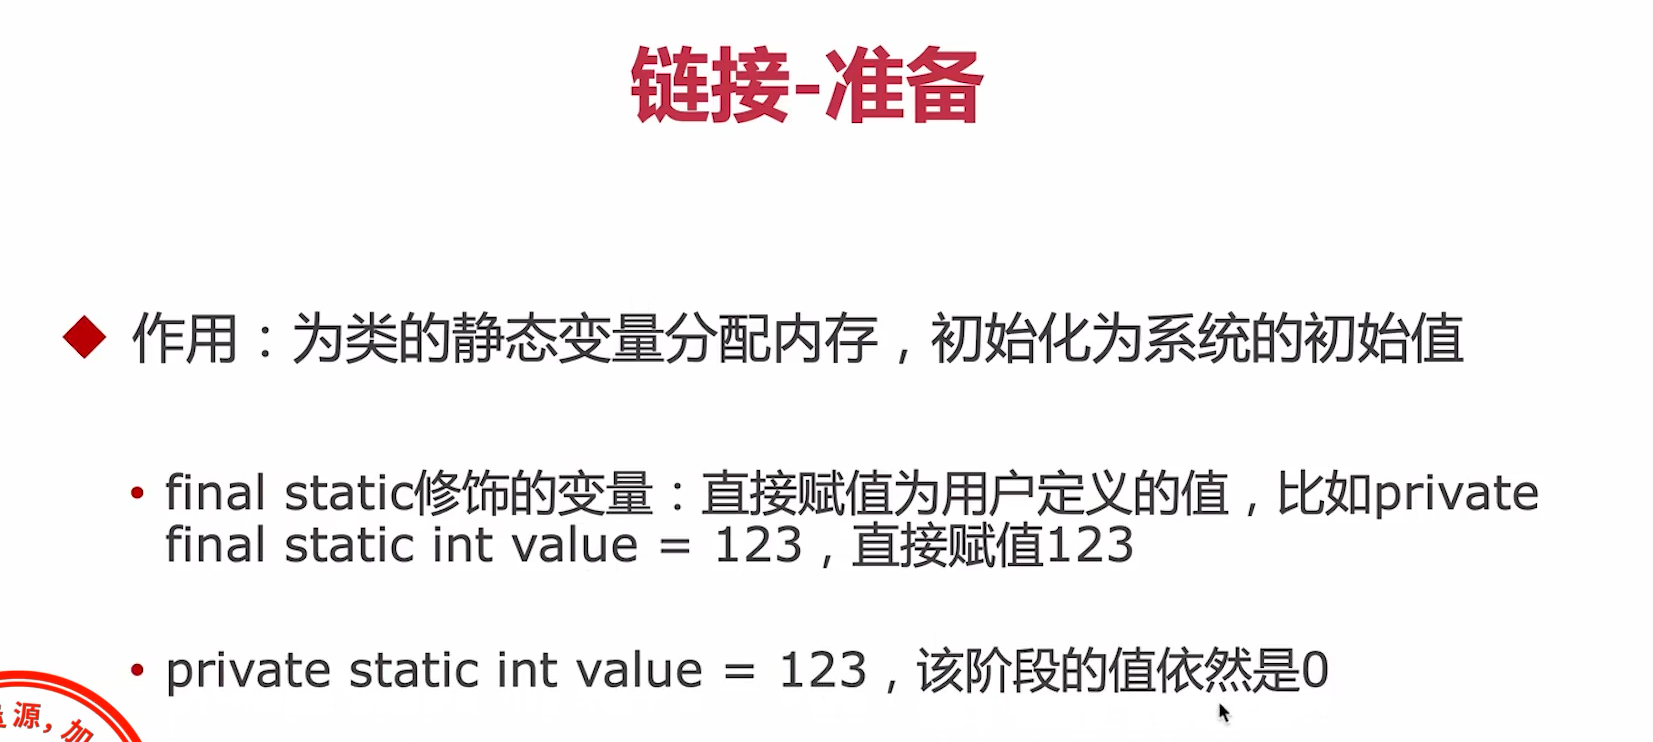 链接-准备
作用：为类的静态变量分配内存，初始化为系统的初始值
final static修饰的变量：直接赋值为用户定义的值，比如private
final static int value = 123，直接赋值123
private static int value = 123，该阶段的值依然是0
源，加